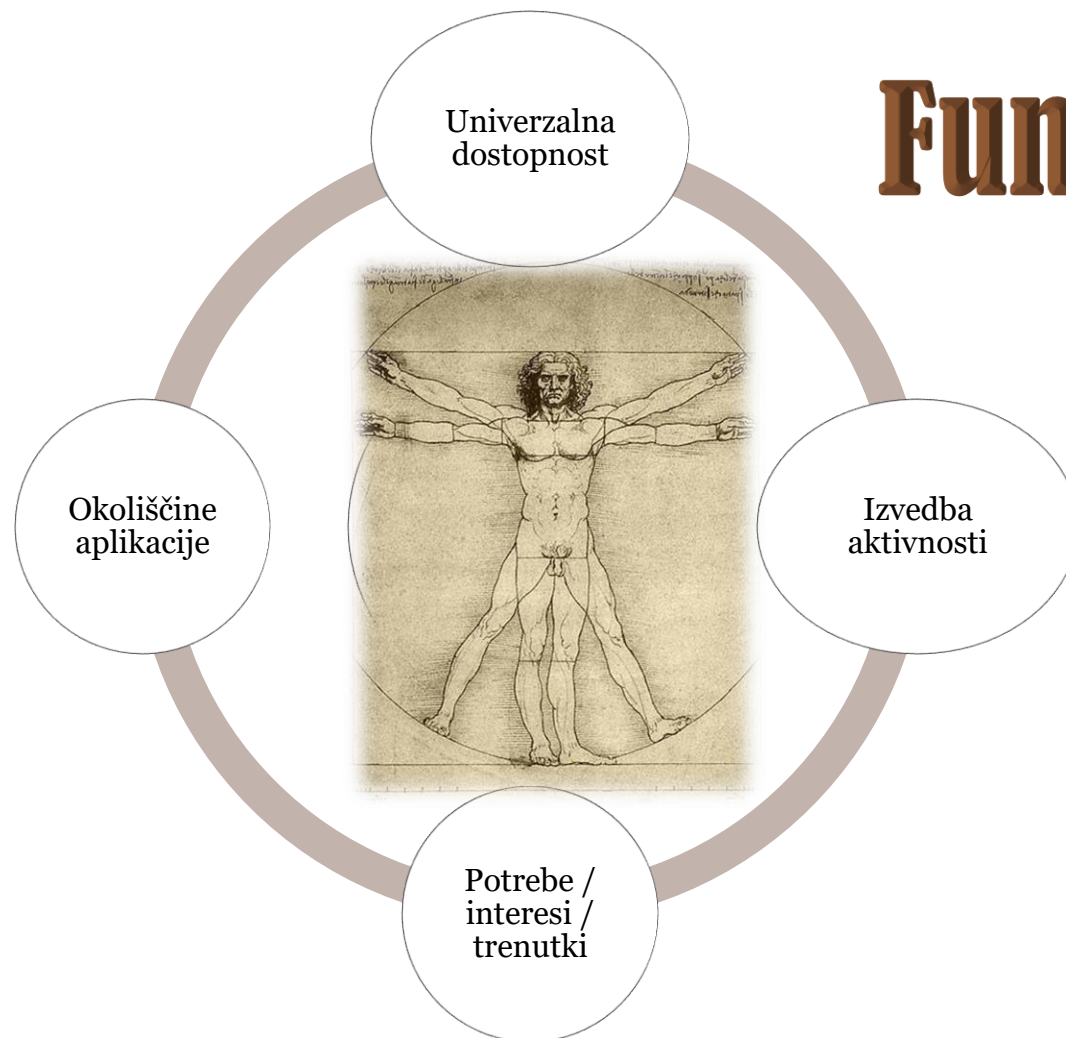 Univerzalna
dostopnost
Fun
Okoliščine
aplikacije
Izvedba
aktivnosti
Potrebe /
interesi /
trenutki